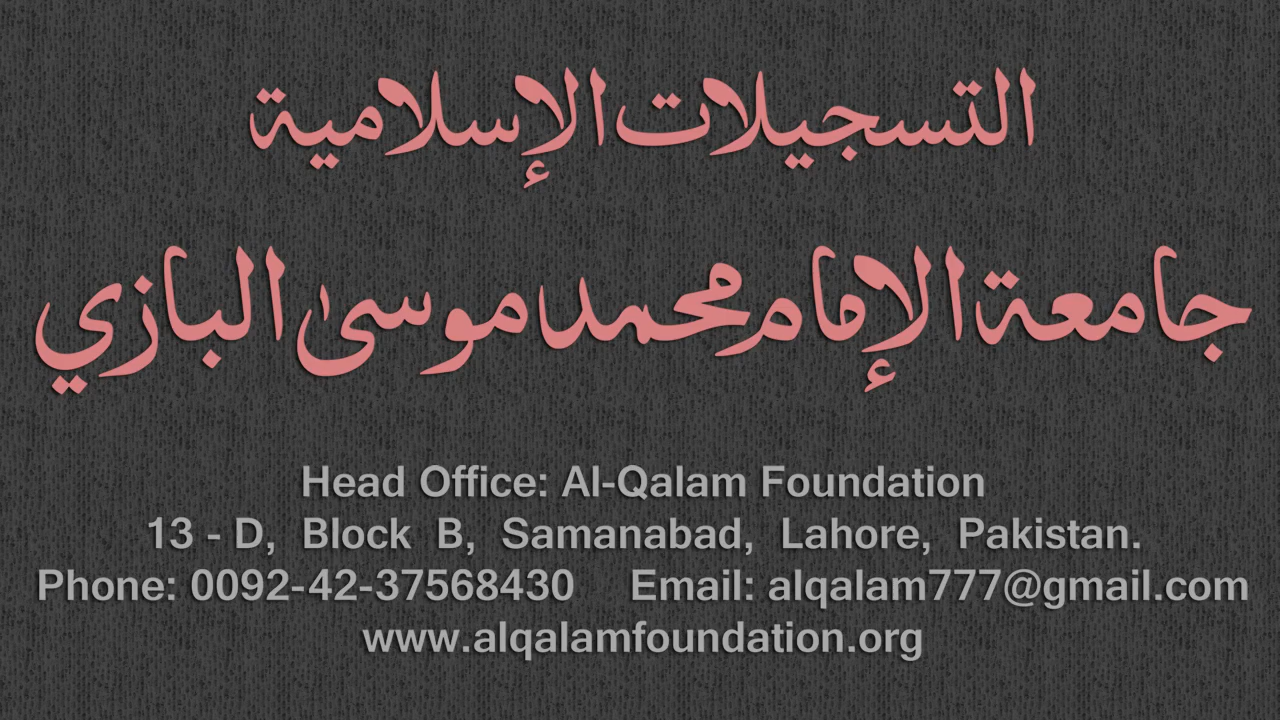 التسجيلات الإسلامية
جامعة الإمام محمد موسىٰ البازي
Head Office: Al-Qalam Foundation
13 - D, Block B, Samanabad, Lahore, Pakistan.
Phone: 0092-42-37568430 Email: alqalam777@gmail.com
www.alqalamfoundation.org